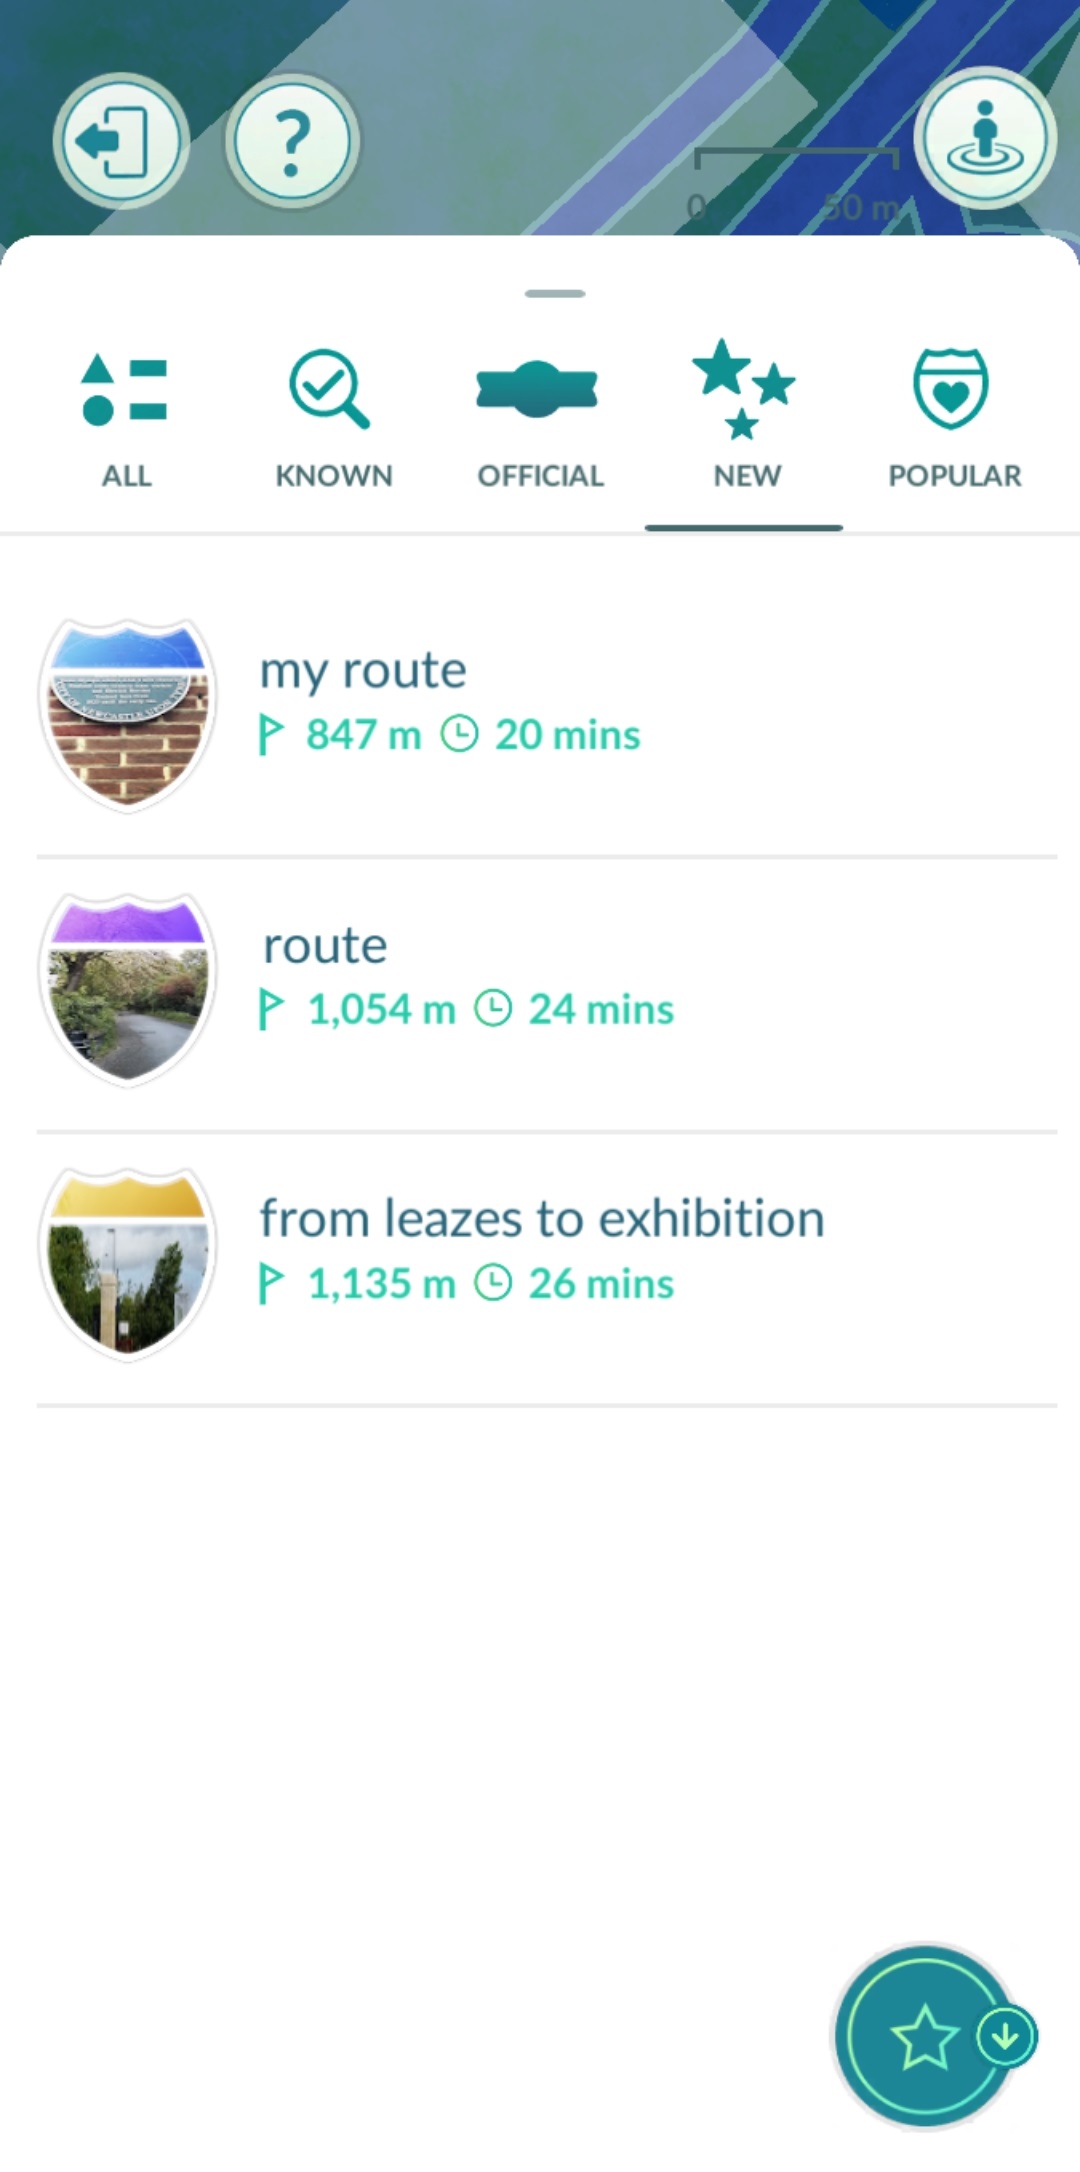 ?
0 50 m
ALL KNOWN OFFICIAL NEW POPULAR
my route
847 m 20 mins
route
1,054 m 24 mins
from leazes to exhibition
1,135 m 26 mins